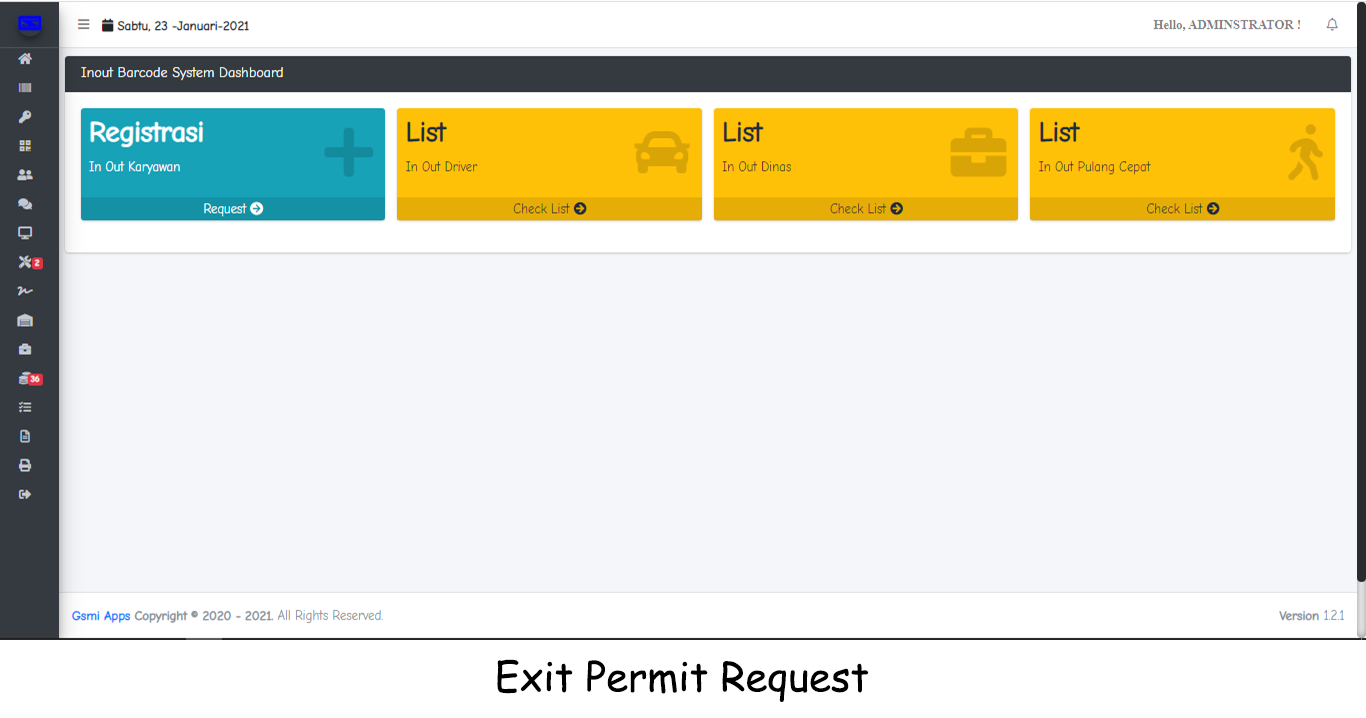 Sabtu, 23 -Januari-2021
Hello, ADMINSTRATOR !
Inout Barcode System Dashboard
Registrasi
In Out Karyawan
Request
List
In Out Driver
Check List
List
In Out Dinas
Check List
List
In Out Pulang Cepat
Check List
2
36
Gsmi Apps Copyright © 2020 - 2021. All Rights Reserved.
Version 1.2.1
Exit Permit Request